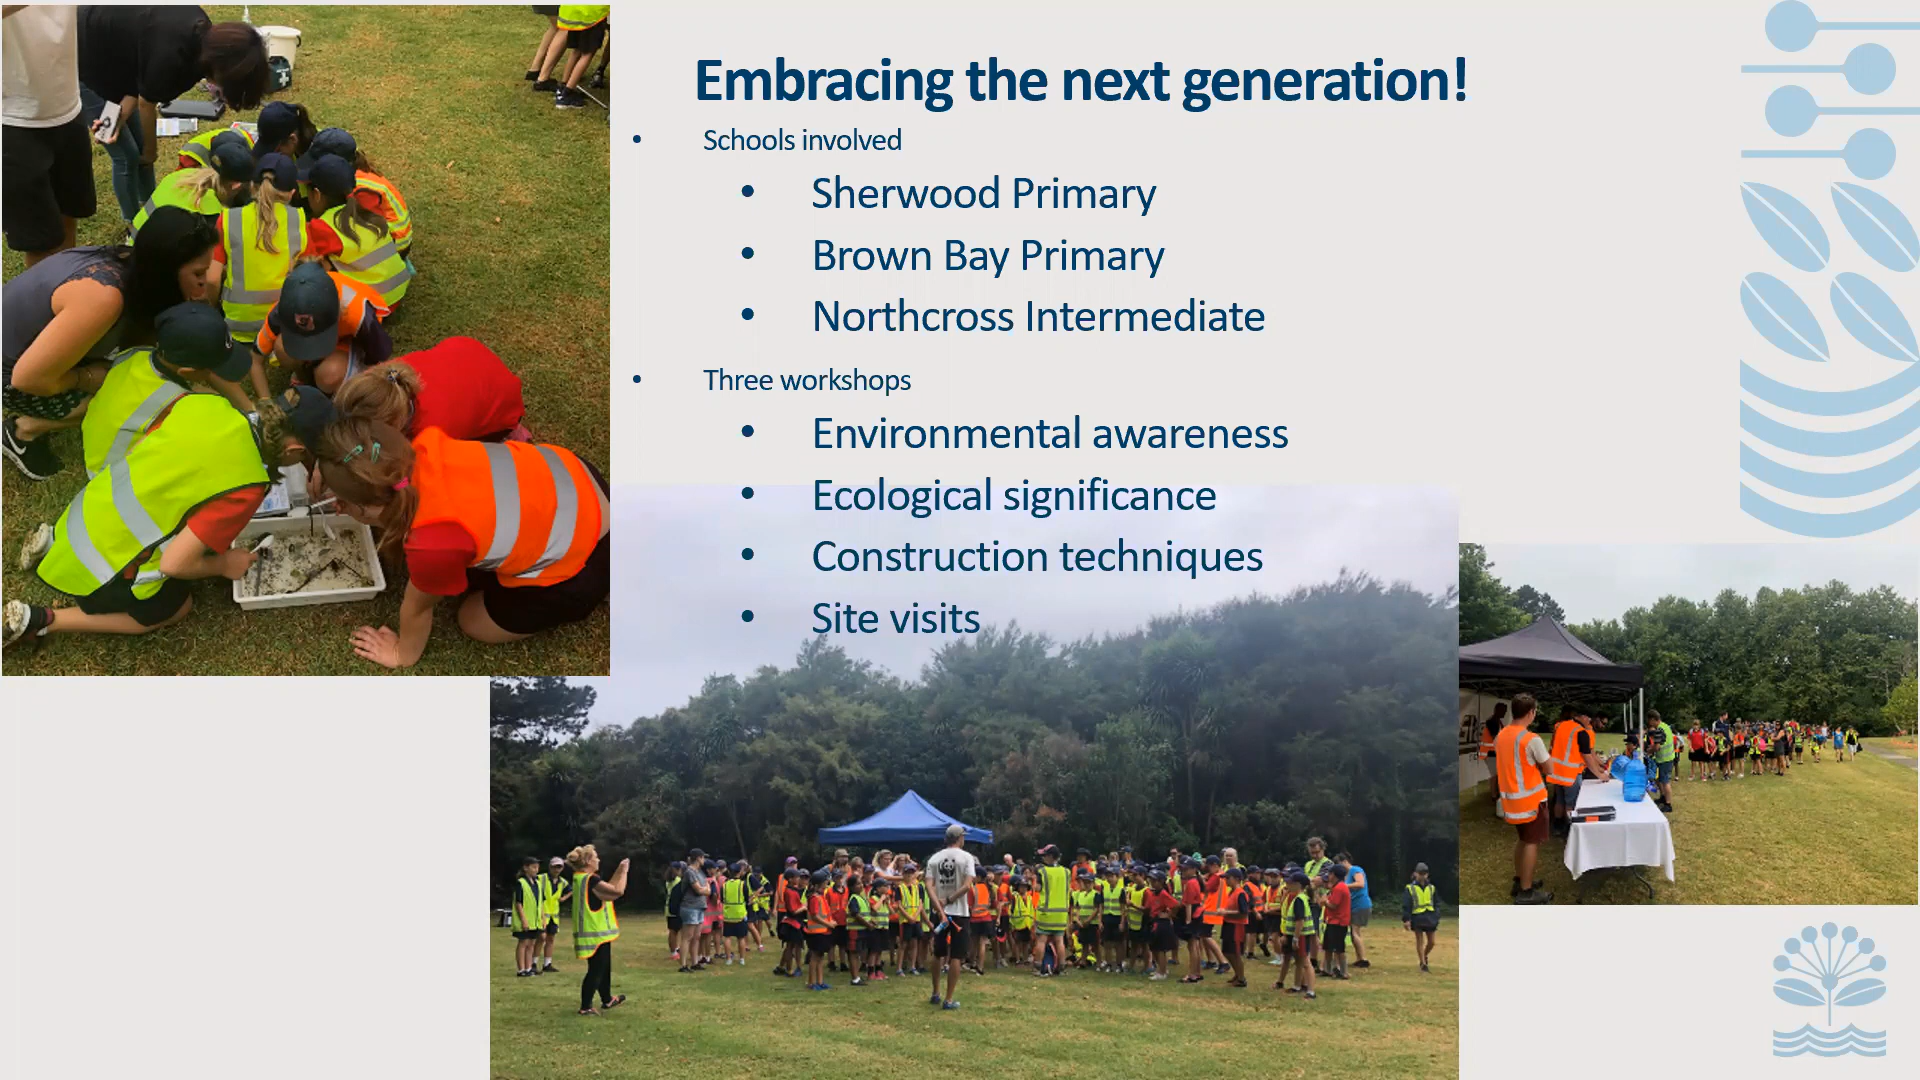 Embracing the next generation!
• Schools involved
• Sherwood Primary
• Brown Bay Primary
• Northcross Intermediate
• Three workshops
• Environmental awareness
• Ecological significance
• Construction techniques
• Site visits